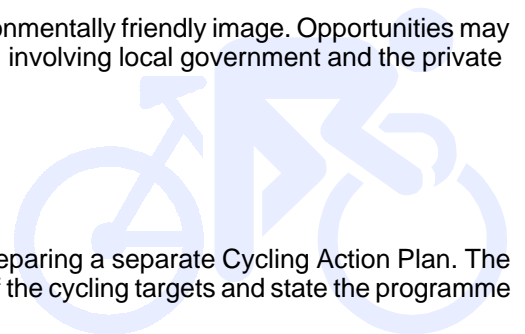 onmentally friendly image. Opportunities may
involving local government and the private
eparing a separate Cycling Action Plan. The
the cycling targets and state the programme